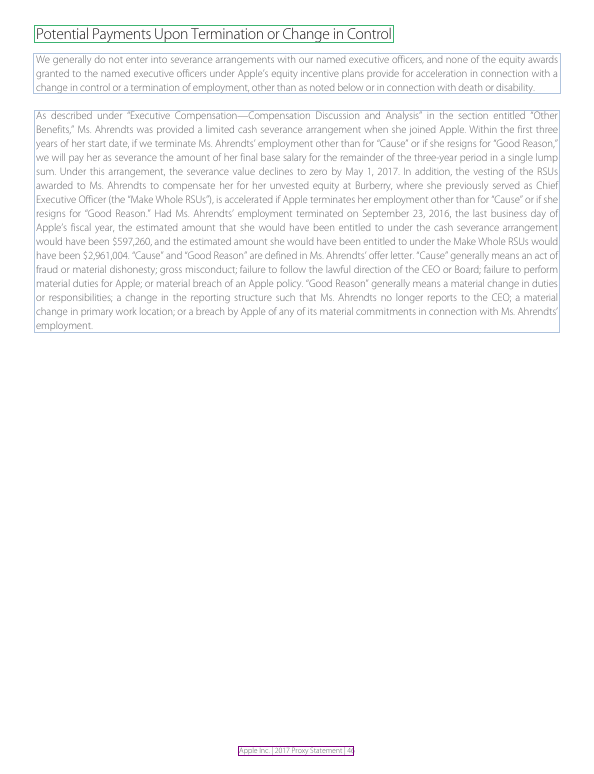 Potential Payments Upon Termination or Change in Control
We generally do not enter into severance arrangements with our named executive officers, and none of the equity awards
granted to the named executive officers under Apple's equity incentive plans provide for acceleration in connection with a
change in control or a termination of employment, other than as noted below or in connection with death or disability.
As described under “Executive Compensation—Compensation Discussion and Analysis” in the section entitled “Other
Benefits,” Ms. Ahrendts was provided a limited cash severance arrangement when she joined Apple. Within the first three
years of her start date, if we terminate Ms. Ahrendts’ employment other than for “Cause” or if she resigns for “Good Reason,”
we will pay her as severance the amount of her final base salary for the remainder of the three-year period in a single lump
sum. Under this arrangement, the severance value declines to zero by May 1, 2017. In addition, the vesting of the RSUs
awarded to Ms. Ahrendts to compensate her for her unvested equity at Burberry, where she previously served as Chief
Executive Officer (the “Make Whole RSUs”), is accelerated if Apple terminates her employment other than for “Cause” or if she
resigns for “Good Reason.” Had Ms. Ahrendts’ employment terminated on September 23, 2016, the last business day of
Apple’s fiscal year, the estimated amount that she would have been entitled to under the cash severance arrangement
would have been $597,260, and the estimated amount she would have been entitled to under the Make Whole RSUs would
have been $2,961,004. “Cause” and “Good Reason” are defined in Ms. Ahrendts’ offer letter. “Cause” generally means an act of
fraud or material dishonesty; gross misconduct; failure to follow the lawful direction of the CEO or Board; failure to perform
material duties for Apple; or material breach of an Apple policy. “Good Reason” generally means a material change in duties
or responsibilities; a change in the reporting structure such that Ms. Ahrendts no longer reports to the CEO; a material
change in primary work location; or a breach by Apple of any of its material commitments in connection with Ms. Ahrendts’
employment.
Apple Inc. | 2017 Proxy Statement | 46